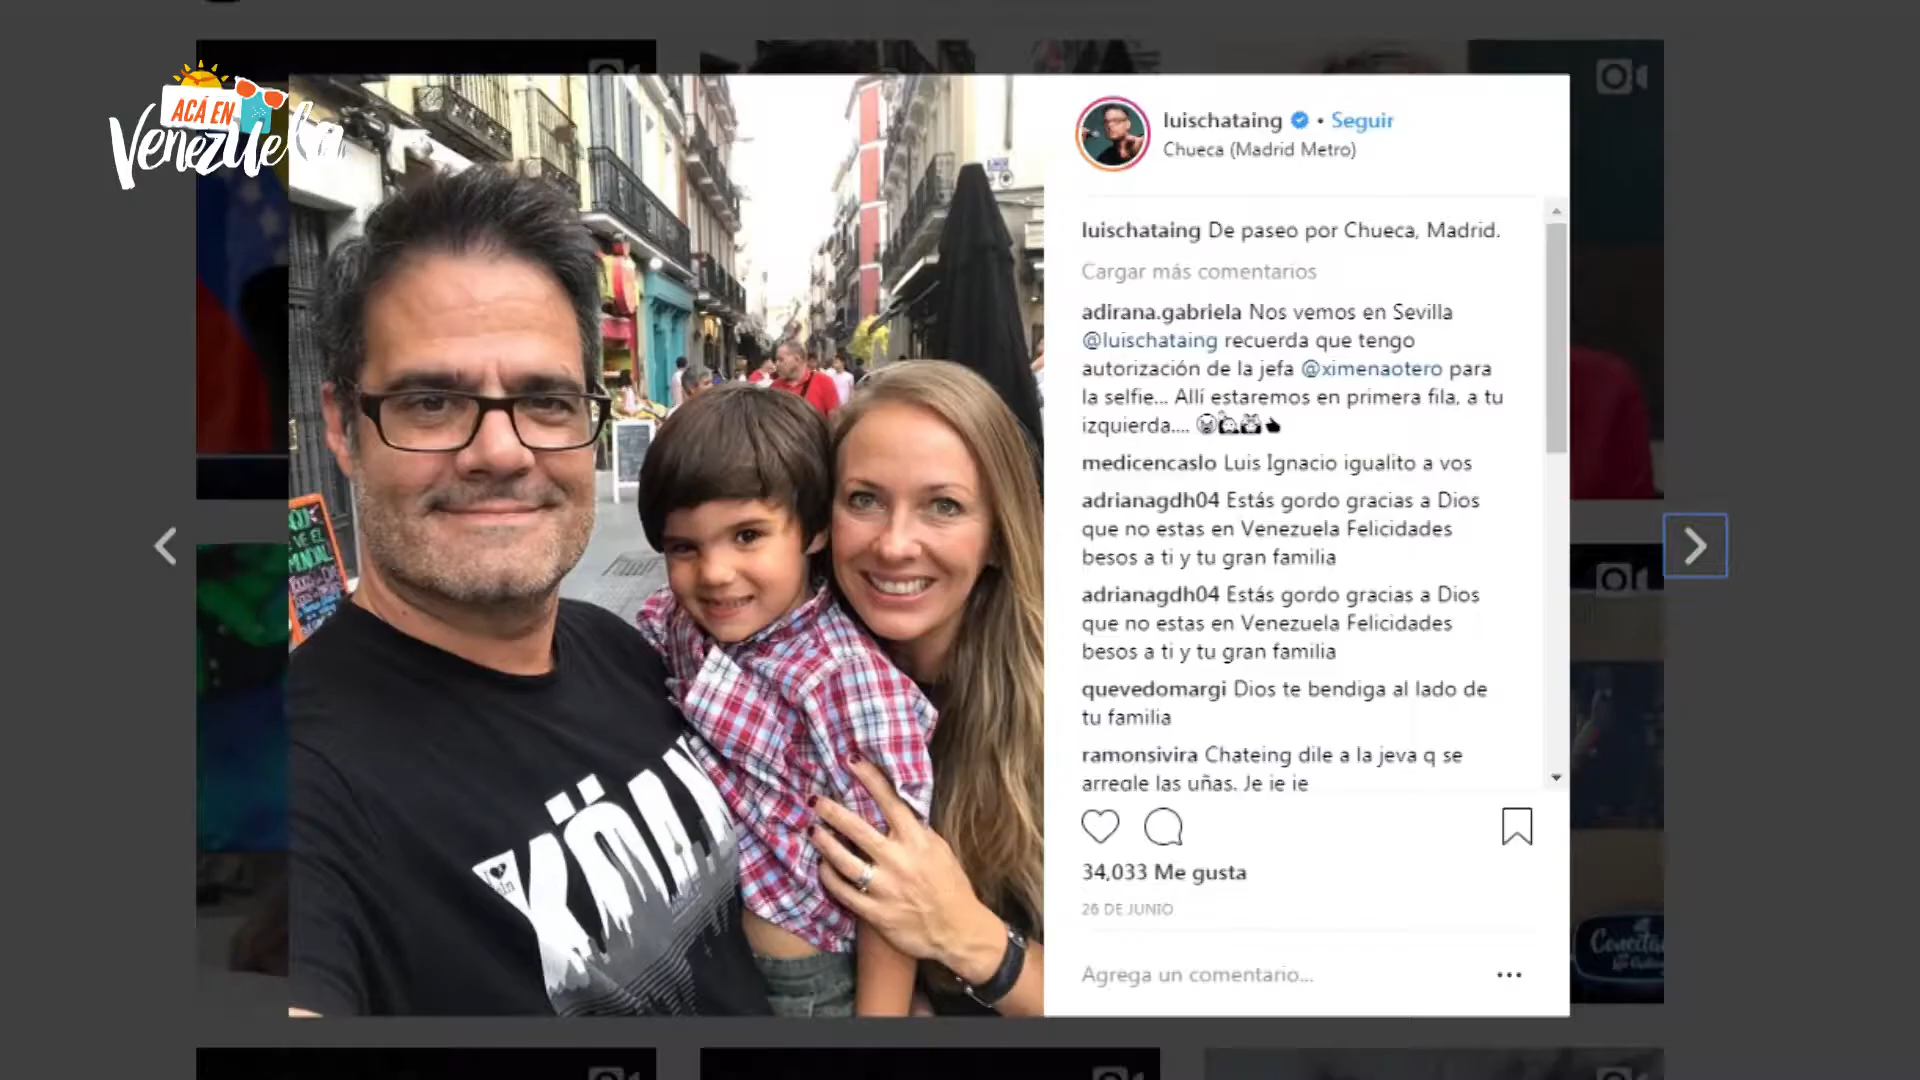 ACÁ EN
Venezuela
luischataing • Seguir
Chueca (Madrid Metro)
luischataing De paseo por Chueca, Madrid.
Cargar más comentarios
adirana.gabriela Nos vemos en Sevilla
@luischataing recuerda que tengo
autorización de la jefa @ximenaotero para
la selfie... Allí estaremos en primera fila, a tu
izquierda....
medicencaslo Luis Ignacio igualito a vos
adrianagdh04 Estás gordo gracias a Dios
que no estas en Venezuela Felicidades
besos a ti y tu gran familia
adrianagdh04 Estás gordo gracias a Dios
que no estas en Venezuela Felicidades
besos a ti y tu gran familia
quevedomargi Dios te bendiga al lado de
tu familia
ramonsivira Chateing dile a la jeva q se
arregle las uñas. Je je je
34,033 Me gusta
26 DE JUNIO
Agrega un comentario...
VE EL
MUNDIAL
KÖLN